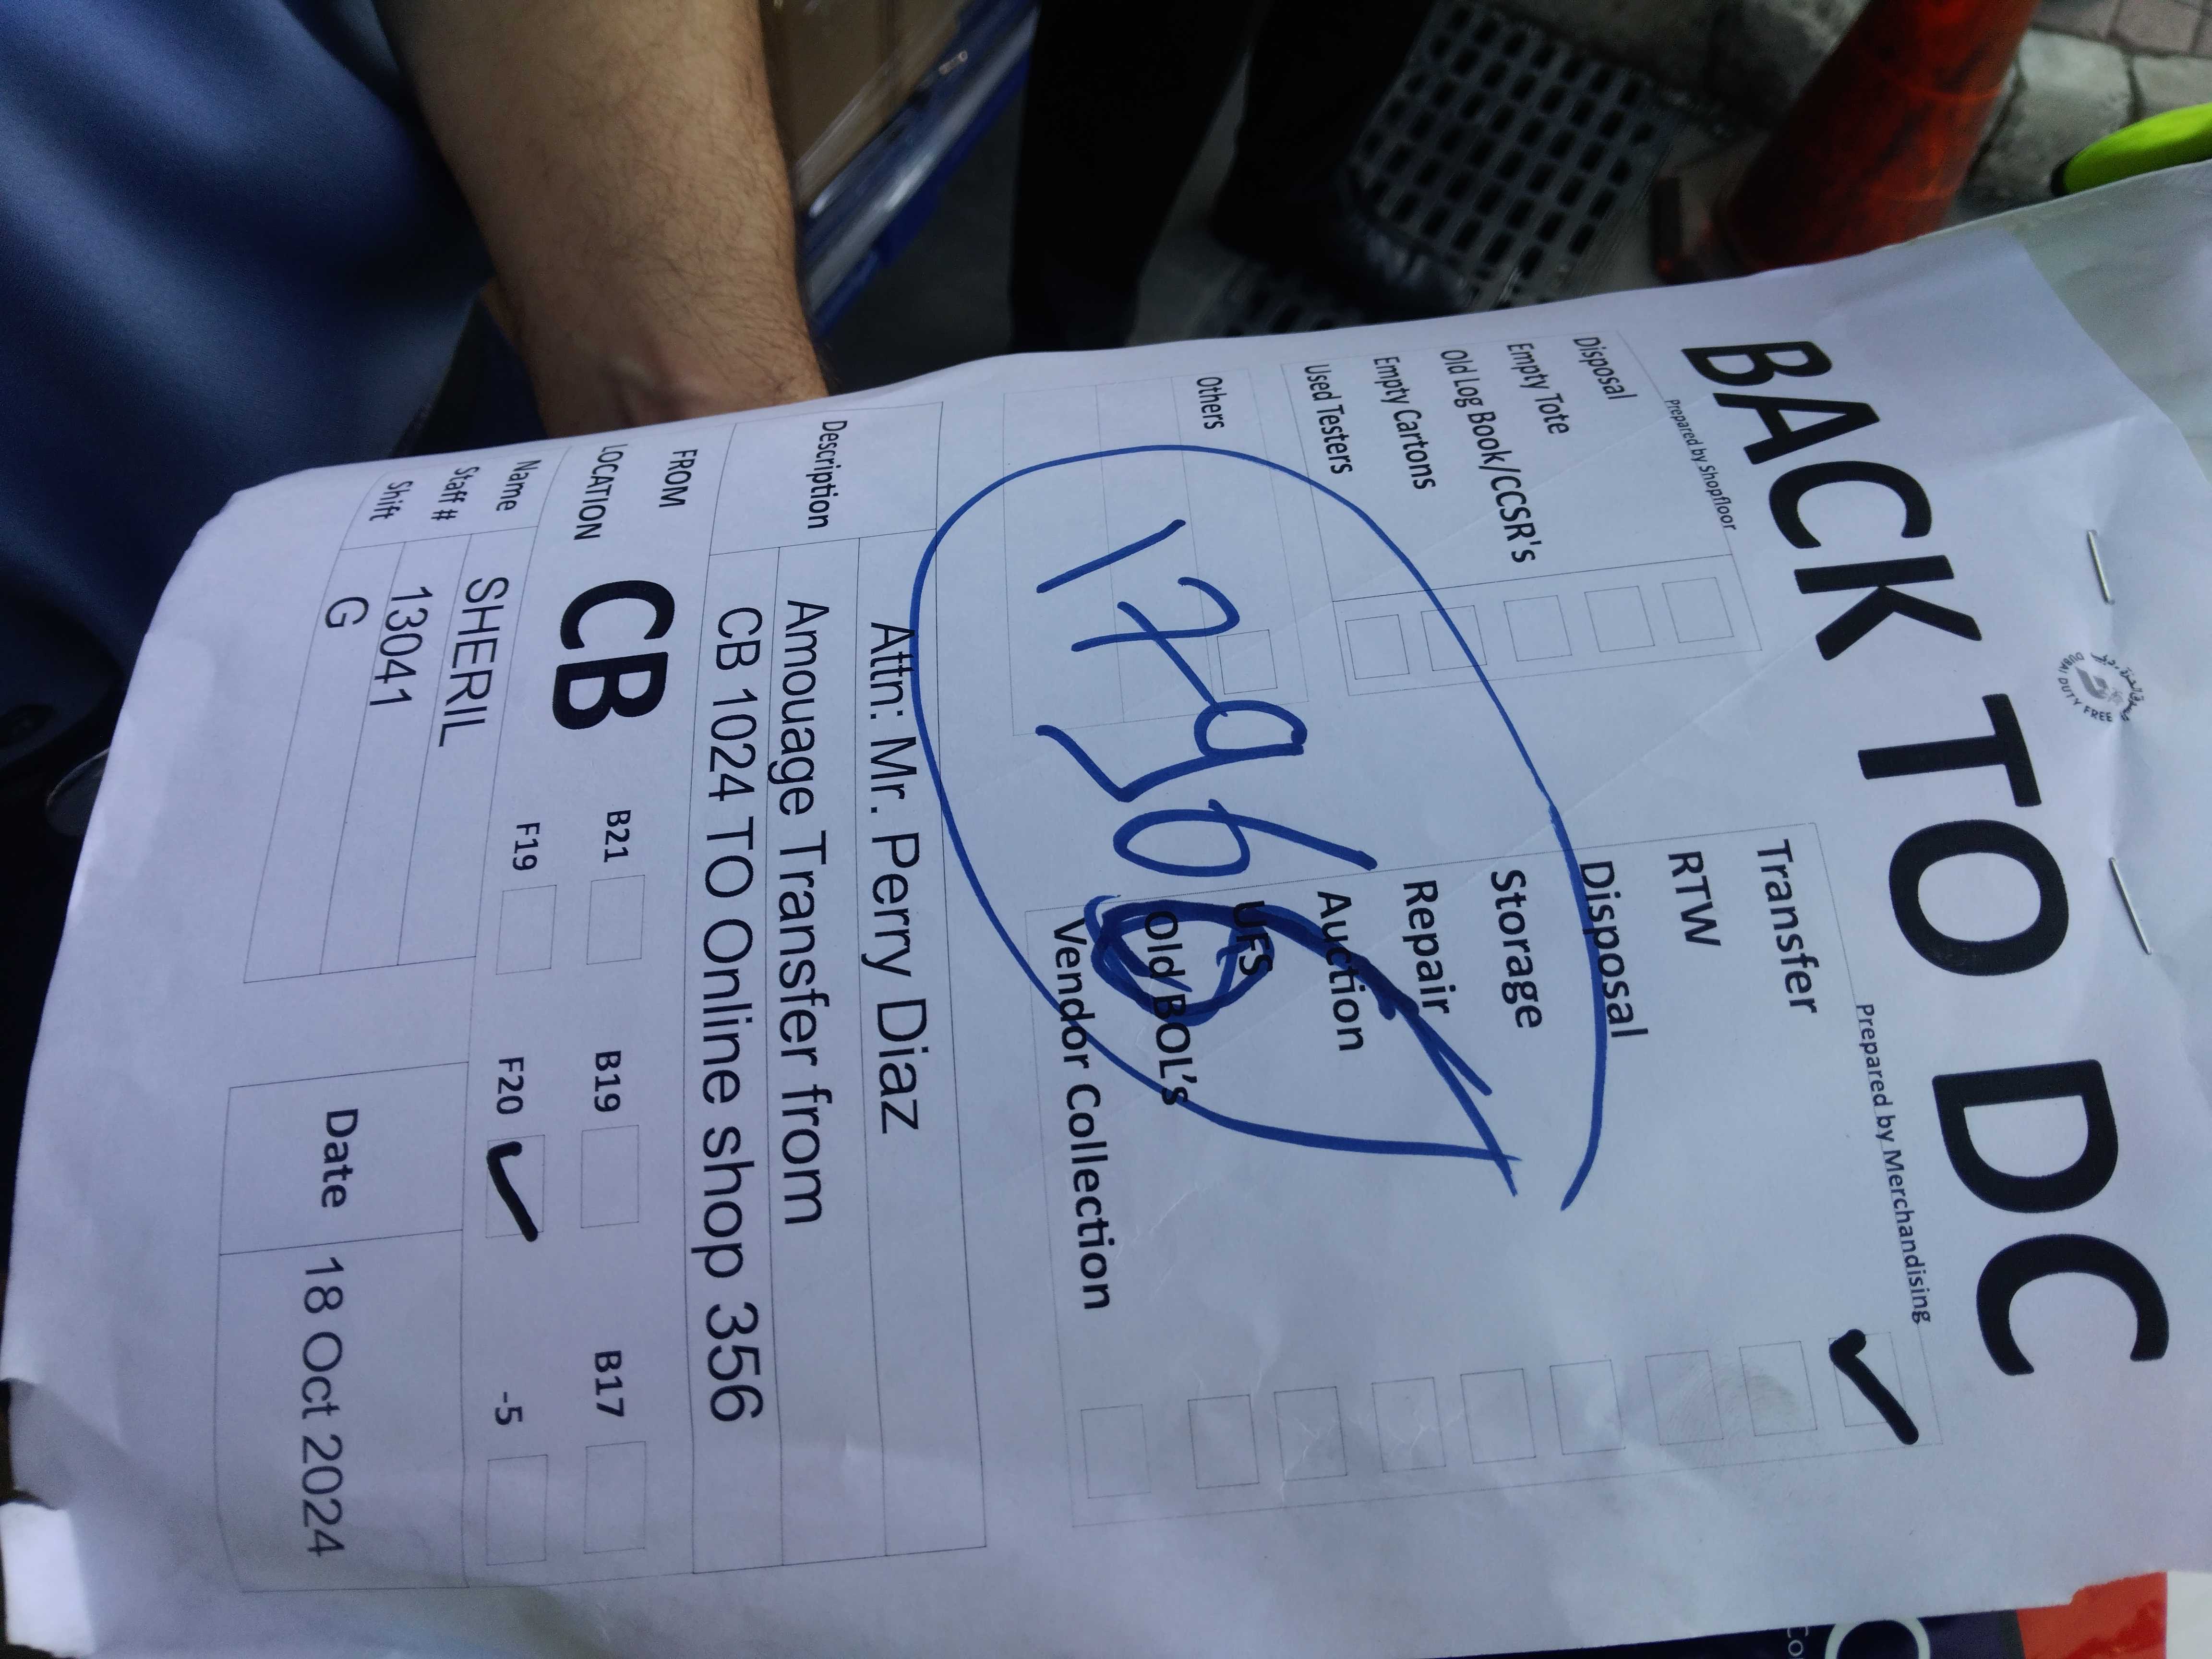 BACK TO DC
DUBAI DUTY FREE
Prepared by Shopfloor
Prepared by Merchandising
Disposal
Empty Tote
Old Log Book/CCSR's
Empty Cartons
Used Testers
Others
Transfer ✓
RTW
Disposal
Storage
Repair
Auction
UFS
Old BOL's
Vendor Collection
Description
Attn: Mr. Perry Diaz
Amouage Transfer from
CB 1024 TO Online shop 356
FROM
LOCATION
CB
B21 B19 B17
F19 F20 ✓ -5
Name SHERIL
Staff # 13041
Shift G
Date 18 Oct 2024